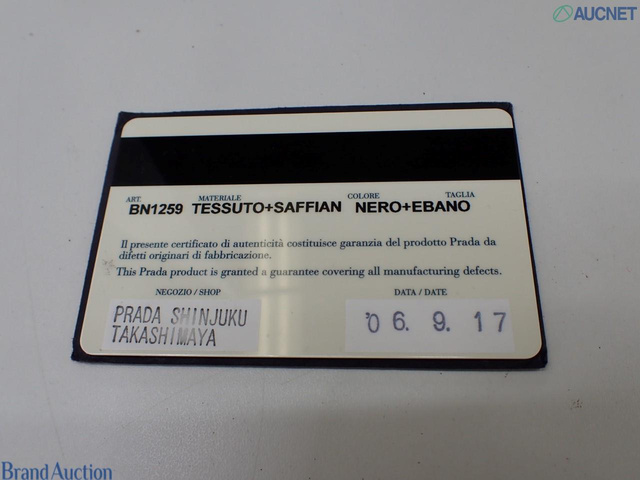 AUCNET
ART. MATERIALE COLORE TAGLIA
BN1259 TESSUTO+SAFFIAN NERO+EBANO
Il presente certificato di autenticità costituisce garanzia del prodotto Prada da
difetti originari di fabbricazione.
This Prada product is granted a guarantee covering all manufacturing defects.
NEGOZIO / SHOP DATA / DATE
PRADA SHINJUKU
TAKASHIMAYA
'06.9.17
Brand Auction